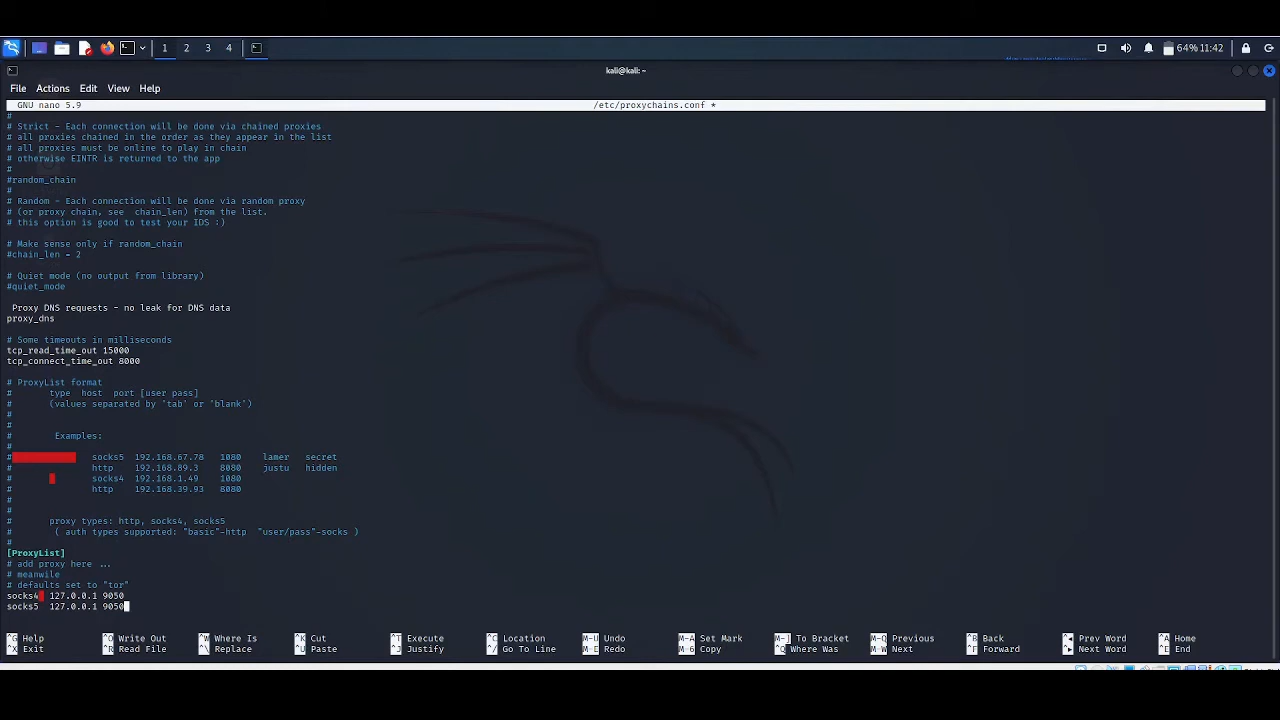 1 2 3 4 64% 11:42
kali@kali: ~
File Actions Edit View Help
GNU nano 5.9 /etc/proxychains.conf *
#
# Strict - Each connection will be done via chained proxies
# all proxies chained in the order as they appear in the list
# all proxies must be online to play in chain
# otherwise EINTR is returned to the app
#
#random_chain
#
# Random - Each connection will be done via random proxy
# (or proxy chain, see  chain_len) from the list.
# this option is good to test your IDS :)
# Make sense only if random_chain
#chain_len = 2
# Quiet mode (no output from library)
#quiet_mode
Proxy DNS requests - no leak for DNS data
proxy_dns
# Some timeouts in milliseconds
tcp_read_time_out 15000
tcp_connect_time_out 8000
# ProxyList format
#       type  host  port [user pass]
#       (values separated by 'tab' or 'blank')
#
#
#        Examples:
#
#               socks5  192.168.67.78   1080    lamer   secret
#               http    192.168.89.3    8080    justu   hidden
#               socks4  192.168.1.49    1080
#               http    192.168.39.93   8080
#
#
#       proxy types: http, socks4, socks5
#        ( auth types supported: "basic"-http  "user/pass"-socks )
#
[ProxyList]
# add proxy here ...
# meanwile
# defaults set to "tor"
socks4  127.0.0.1 9050
socks5  127.0.0.1 9050
^G Help ^O Write Out ^W Where Is ^K Cut ^T Execute ^C Location M-U Undo M-A Set Mark M-] To Bracket M-Q Previous ^B Back ^◄ Prev Word ^A Home
^X Exit ^R Read File ^\ Replace ^U Paste ^J Justify ^/ Go To Line M-E Redo M-6 Copy ^Q Where Was M-W Next ^F Forward ^► Next Word ^E End